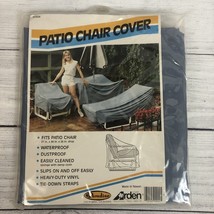 PATIO CHAIR COVER
• FITS PATIO CHAIR
• WATERPROOF
• DUSTPROOF
• EASILY CLEANED
• SLIPS ON AND OFF EASILY
• HEAVY-DUTY VINYL
• TIE DOWN STRAPS
Arden